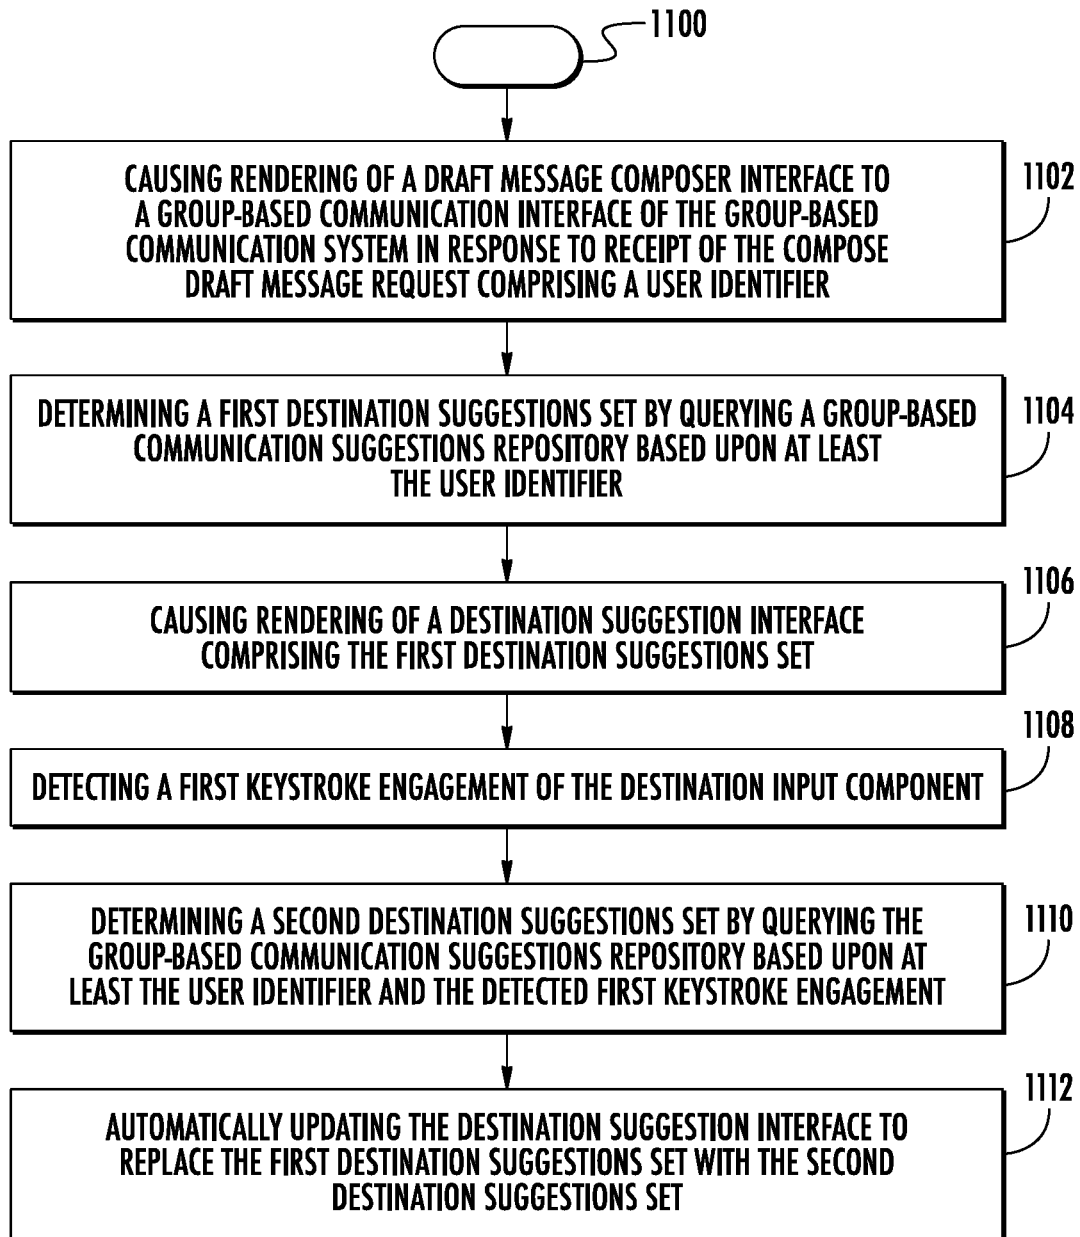 1100
CAUSING RENDERING OF A DRAFT MESSAGE COMPOSER INTERFACE TO
A GROUP-BASED COMMUNICATION INTERFACE OF THE GROUP-BASED
COMMUNICATION SYSTEM IN RESPONSE TO RECEIPT OF THE COMPOSE
DRAFT MESSAGE REQUEST COMPRISING A USER IDENTIFIER
1102
DETERMINING A FIRST DESTINATION SUGGESTIONS SET BY QUERYING A GROUP-BASED
COMMUNICATION SUGGESTIONS REPOSITORY BASED UPON AT LEAST
THE USER IDENTIFIER
1104
CAUSING RENDERING OF A DESTINATION SUGGESTION INTERFACE
COMPRISING THE FIRST DESTINATION SUGGESTIONS SET
1106
DETECTING A FIRST KEYSTROKE ENGAGEMENT OF THE DESTINATION INPUT COMPONENT
1108
DETERMINING A SECOND DESTINATION SUGGESTIONS SET BY QUERYING THE
GROUP-BASED COMMUNICATION SUGGESTIONS REPOSITORY BASED UPON AT
LEAST THE USER IDENTIFIER AND THE DETECTED FIRST KEYSTROKE ENGAGEMENT
1110
AUTOMATICALLY UPDATING THE DESTINATION SUGGESTION INTERFACE TO
REPLACE THE FIRST DESTINATION SUGGESTIONS SET WITH THE SECOND
DESTINATION SUGGESTIONS SET
1112